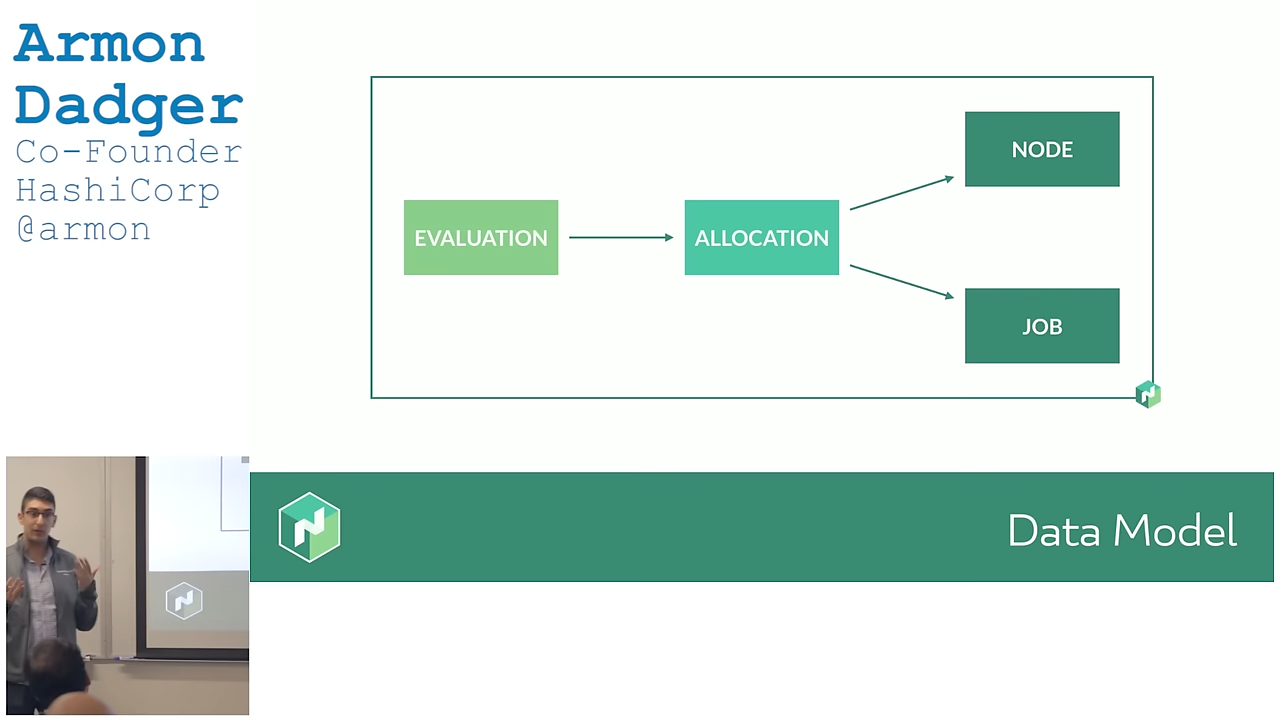 Armon
Dadger
Co-Founder
HashiCorp
@armon
NODE
EVALUATION
ALLOCATION
JOB
Data Model